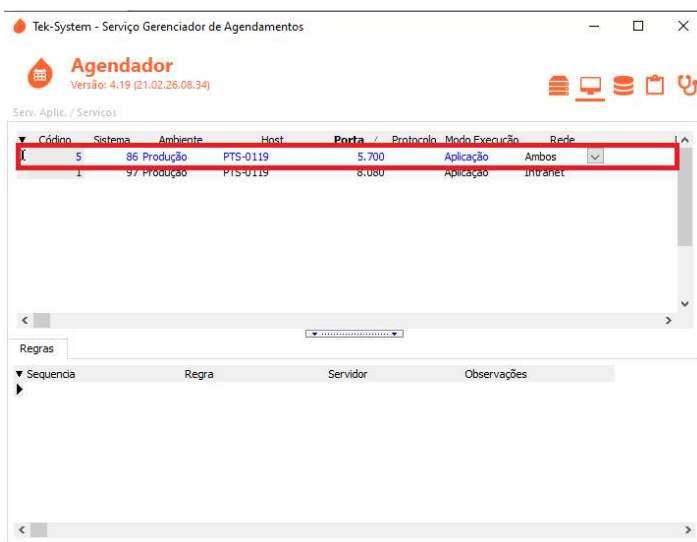 Tek-System - Serviço Gerenciador de Agendamentos
Agendador
Versão: 4.19 (21.02.26.08.34)
Serv. Aplic. / Serviços
Código Sistema Ambiente Host Porta / Protocolo Modo Execução Rede
5 86 Produção PTS-0119 5.700 Aplicação Ambos
1 97 Produção PTS-0119 8.080 Aplicação Intranet
Regras
Sequencia Regra Servidor Observações